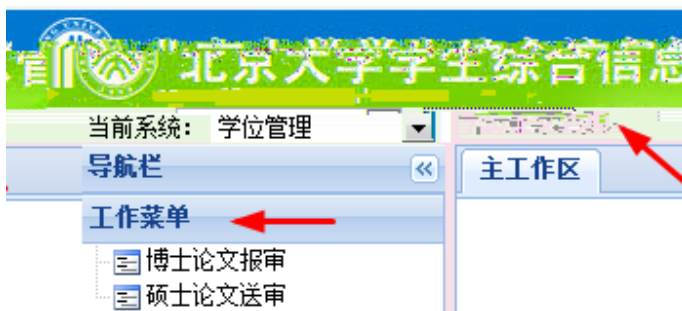 北京大学学生综合信息
当前系统： 学位管理
导航栏
主工作区
工作菜单
博士论文报审
硕士论文送审